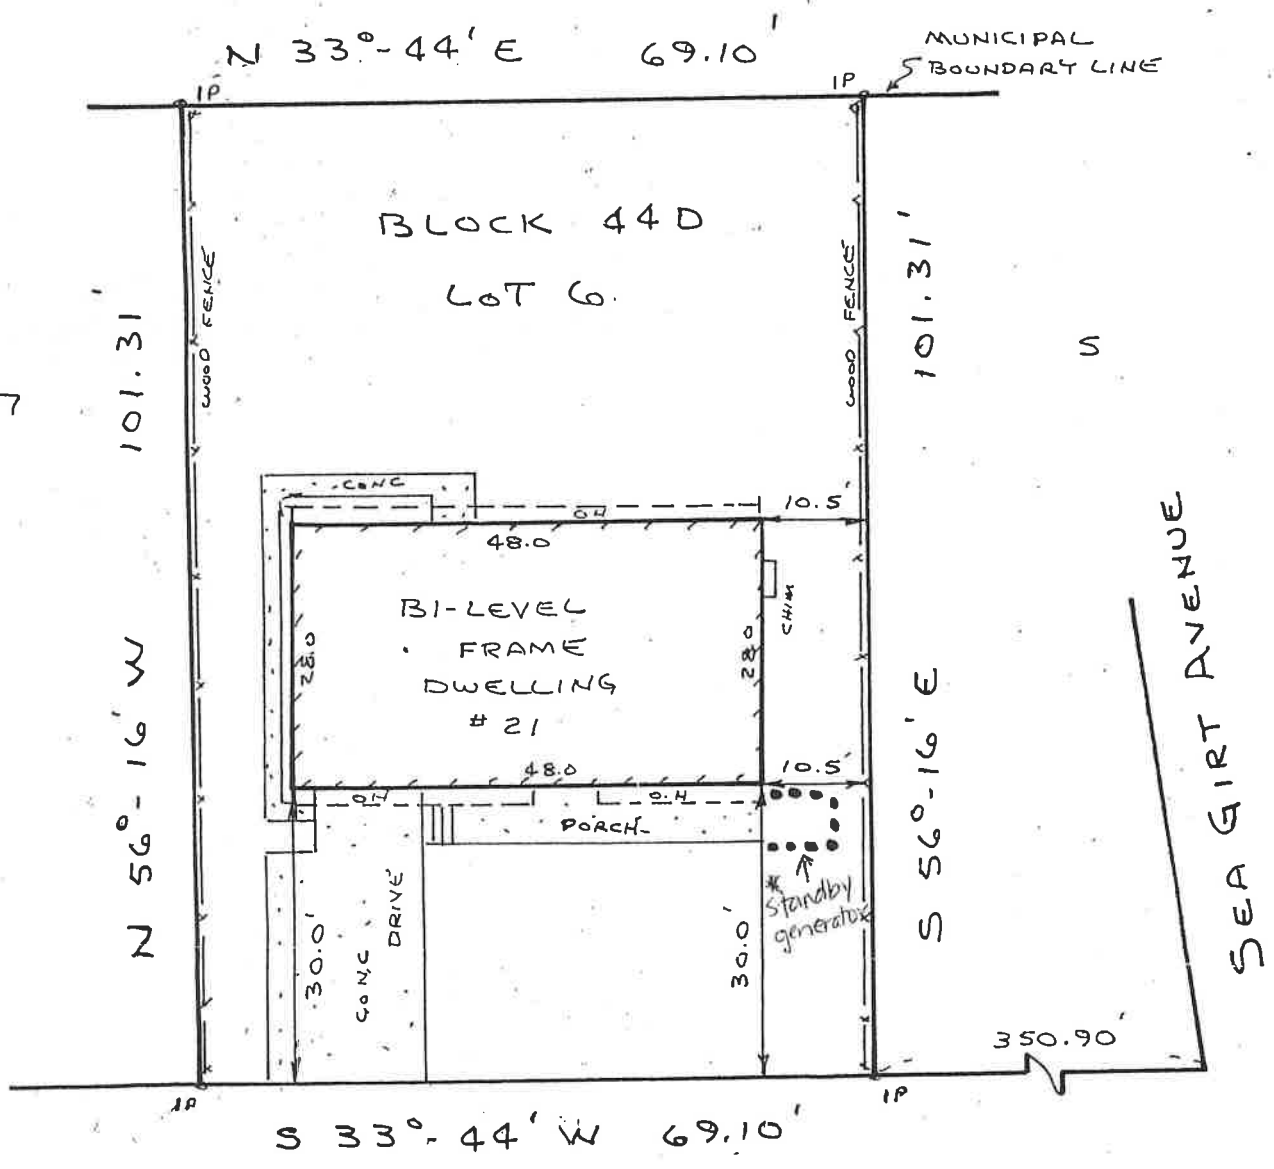 N 33°-44' E 69.10'
MUNICIPAL
BOUNDARY LINE
IP
IP
BLOCK 44D
LOT 6.
WOOD FENCE
WOOD FENCE
101.31'
101.31'
7
S
CONC
OH
10.5'
48.0
BI-LEVEL
FRAME
DWELLING
# 21
28.0
28.0
CHIM
48.0
10.5'
OH
O.H
PORCH
*
standby
generator
CONC
DRIVE
30.0'
30.0'
N 56°-16' W
S 56°-16' E
SEA GIRT AVENUE
350.90'
IP
IP
S 33°-44' W 69.10'